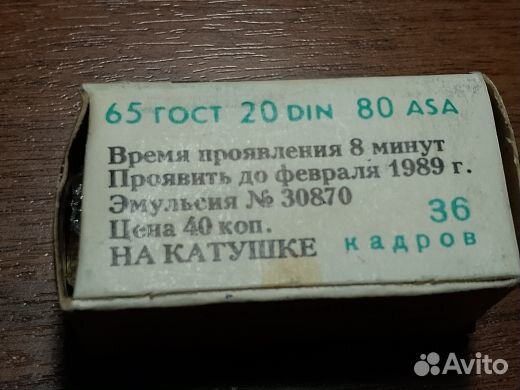 65 ГОСТ 20 DIN 80 ASA
Время проявления 8 минут
Проявить до февраля 1989 г.
Эмульсия № 30870
Цена 40 коп.
НА КАТУШКЕ
36
кадров
Avito